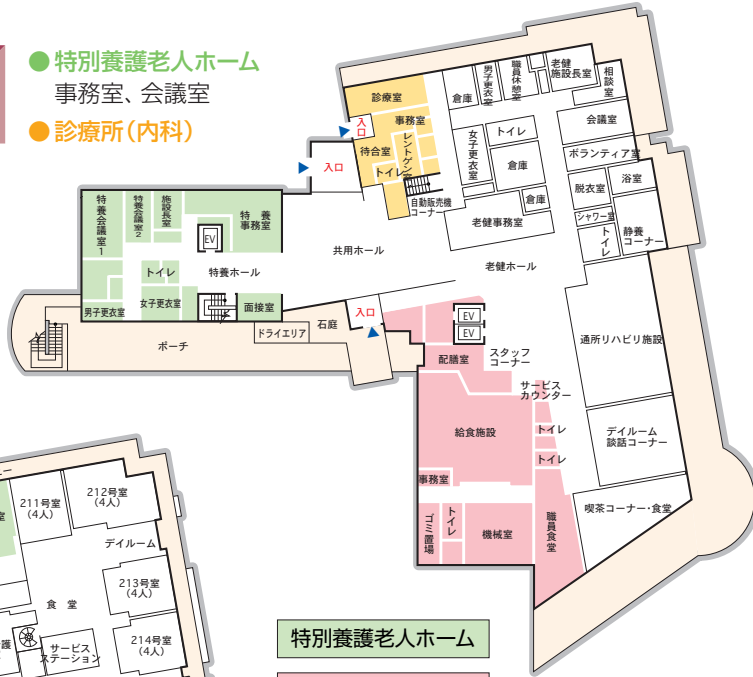 ●特別養護老人ホーム
事務室、会議室
●診療所(内科)
診療室
入口
事務室
待合室
レントゲン室
トイレ
入口
自動販売機
コーナー
倉庫
男子更衣室
職員休憩室
老健
施設長室
相談室
会議室
女子更衣室
トイレ
倉庫
倉庫
ボランティア室
脱衣室
浴室
シャワー室
トイレ
静養
コーナー
老健事務室
特養会議室1
特養会議室2
施設長室
特養
事務室
EV
トイレ
特養ホール
共用ホール
老健ホール
男子更衣室
女子更衣室
面接室
入口
石庭
ドライエリア
ポーチ
EV
EV
配膳室
スタッフ
コーナー
サービス
カウンター
通所リハビリ施設
給食施設
トイレ
トイレ
デイルーム
談話コーナー
事務室
喫茶コーナー・食堂
ゴミ置場
トイレ
機械室
職員食堂
室
211号室
(4人)
212号室
(4人)
デイルーム
213号室
(4人)
食堂
214号室
(4人)
護
サービス
ステーション
特別養護老人ホーム